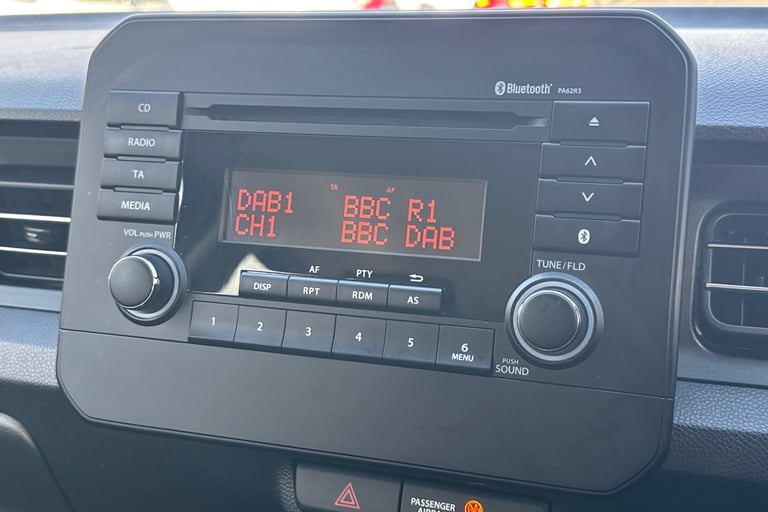 Bluetooth® PA62R3
CD
RADIO
TA
MEDIA
TA AF
DAB1 BBC R1
CH1 BBC DAB
VOL PUSH PWR
TUNE/FLD
AF PTY
DISP RPT RDM AS
1 2 3 4 5 6
MENU
PUSH
SOUND
PASSENGER